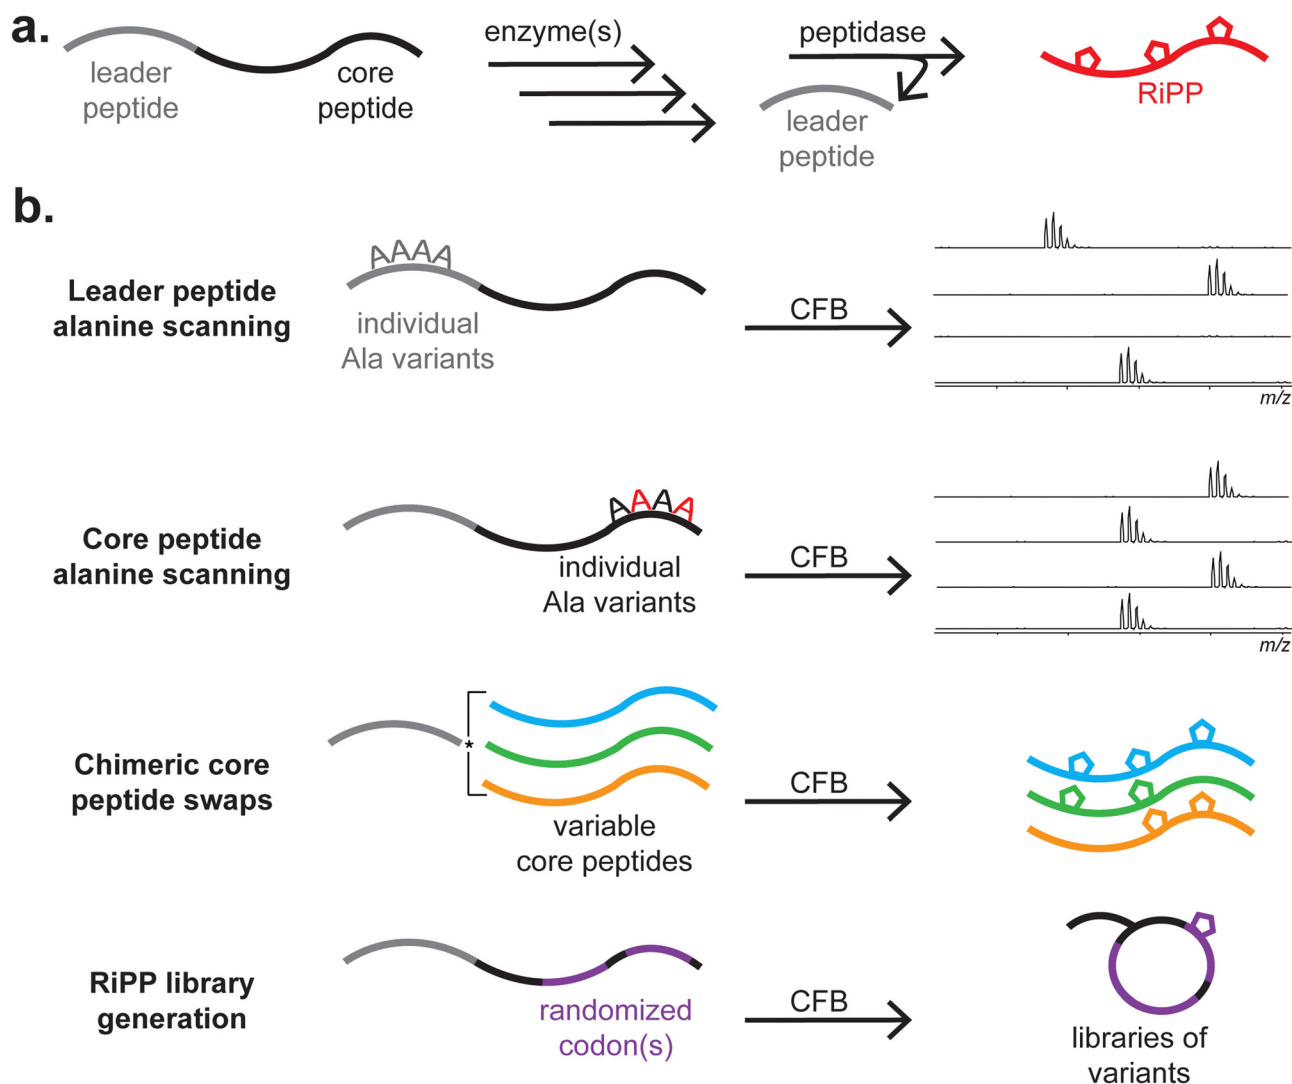 a.
leader
peptide
core
peptide
enzyme(s)
peptidase
leader
peptide
RiPP
b.
Leader peptide
alanine scanning
AAAA
individual
Ala variants
CFB
m/z
Core peptide
alanine scanning
AAAA
individual
Ala variants
CFB
m/z
Chimeric core
peptide swaps
*
variable
core peptides
CFB
RiPP library
generation
randomized
codon(s)
CFB
libraries of
variants